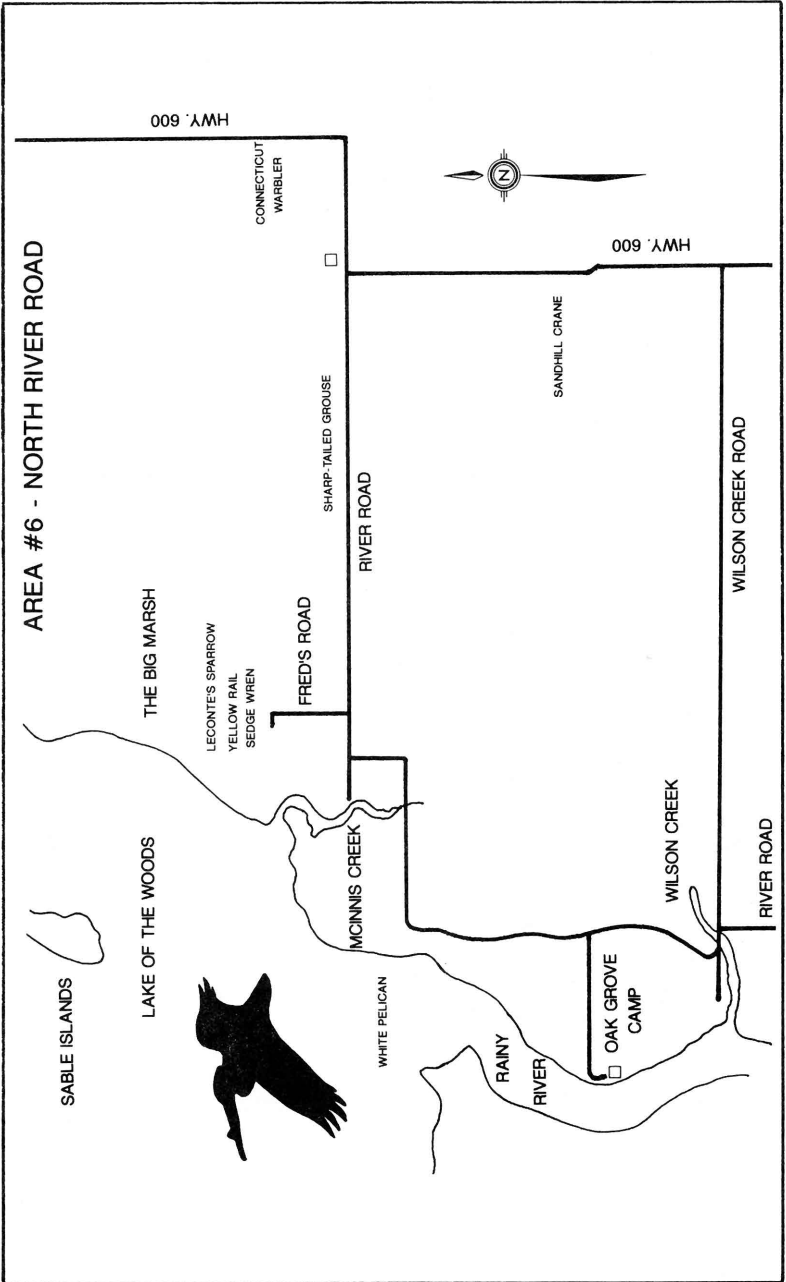 AREA #6 - NORTH RIVER ROAD
SABLE ISLANDS
LAKE OF THE WOODS
THE BIG MARSH
HWY. 600
LECONTE'S SPARROW
YELLOW RAIL
SEDGE WREN
FRED'S ROAD
CONNECTICUT
WARBLER
SHARP-TAILED GROUSE
MCINNIS CREEK
RIVER ROAD
WHITE PELICAN
N
RAINY
RIVER
SANDHILL CRANE
OAK GROVE
CAMP
HWY. 600
WILSON CREEK
WILSON CREEK ROAD
RIVER ROAD